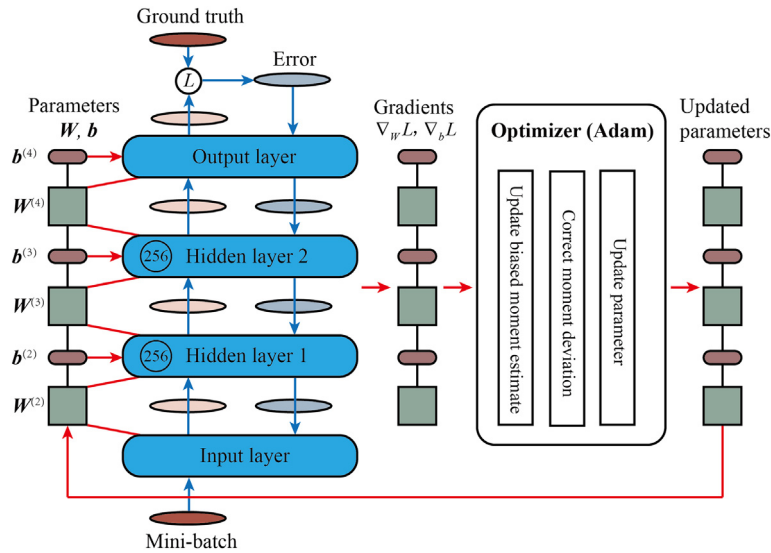 Ground truth
L
Error
Parameters
W, b
Gradients
∇_W L, ∇_b L
Optimizer (Adam)
Updated
parameters
b⁽⁴⁾
Output layer
W⁽⁴⁾
b⁽³⁾
256
Hidden layer 2
W⁽³⁾
b⁽²⁾
256
Hidden layer 1
W⁽²⁾
Input layer
Mini-batch
Update biased moment estimate
Correct moment deviation
Update parameter